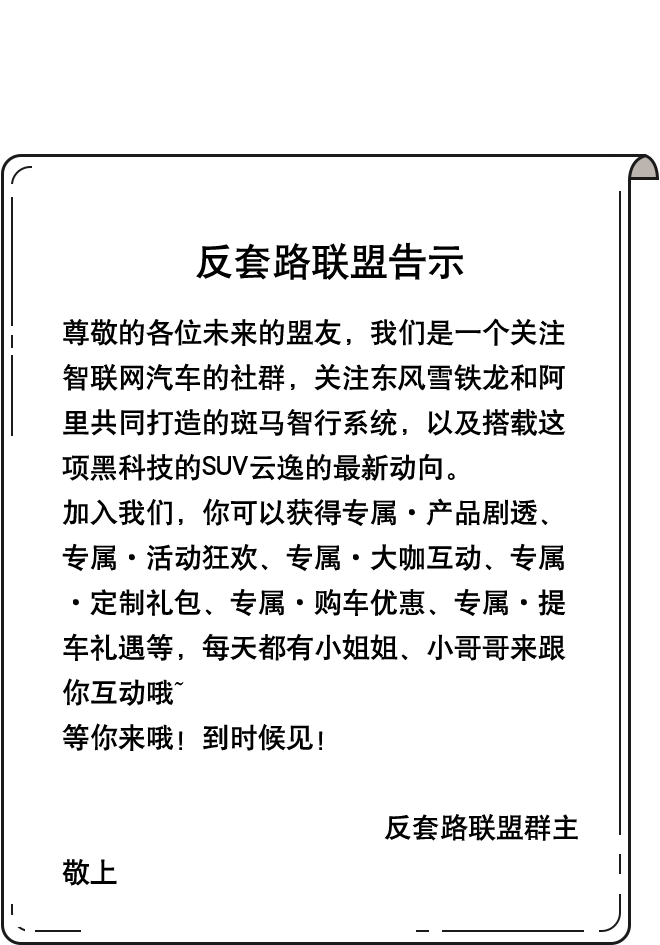 反套路联盟告示
尊敬的各位未来的盟友，我们是一个关注
智联网汽车的社群，关注东风雪铁龙和阿
里共同打造的斑马智行系统，以及搭载这
项黑科技的SUV云逸的最新动向。
加入我们，你可以获得专属·产品剧透、
专属·活动狂欢、专属·大咖互动、专属
·定制礼包、专属·购车优惠、专属·提
车礼遇等，每天都有小姐姐、小哥哥来跟
你互动哦~
等你来哦！到时候见！
反套路联盟群主
敬上